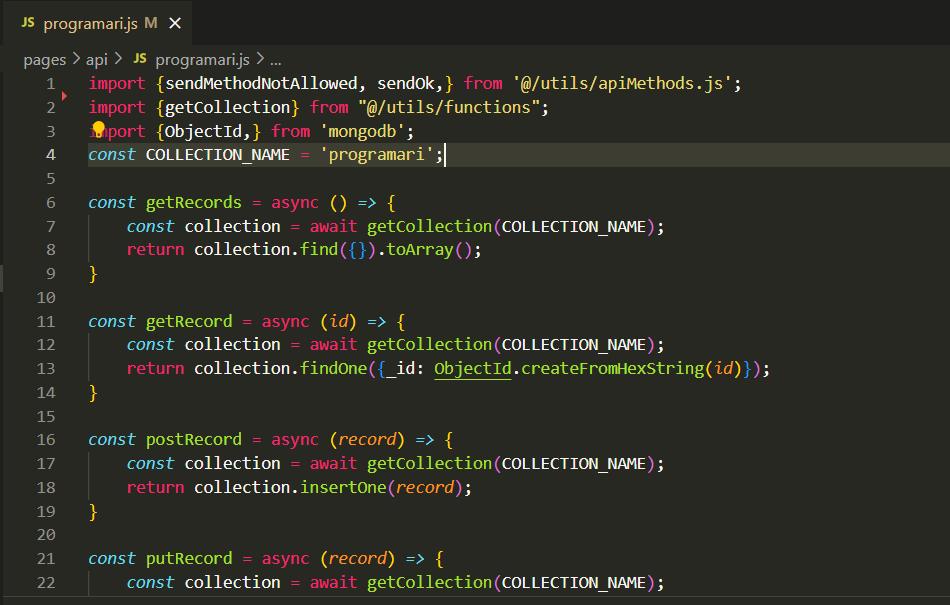 JS programari.js M ×
pages > api > JS programari.js > ...
1 import {sendMethodNotAllowed, sendOk,} from '@/utils/apiMethods.js';
2 import {getCollection} from "@/utils/functions";
3 import {ObjectId,} from 'mongodb';
4 const COLLECTION_NAME = 'programari';
5
6 const getRecords = async () => {
7 const collection = await getCollection(COLLECTION_NAME);
8 return collection.find({}).toArray();
9 }
10
11 const getRecord = async (id) => {
12 const collection = await getCollection(COLLECTION_NAME);
13 return collection.findOne({_id: ObjectId.createFromHexString(id)});
14 }
15
16 const postRecord = async (record) => {
17 const collection = await getCollection(COLLECTION_NAME);
18 return collection.insertOne(record);
19 }
20
21 const putRecord = async (record) => {
22 const collection = await getCollection(COLLECTION_NAME);